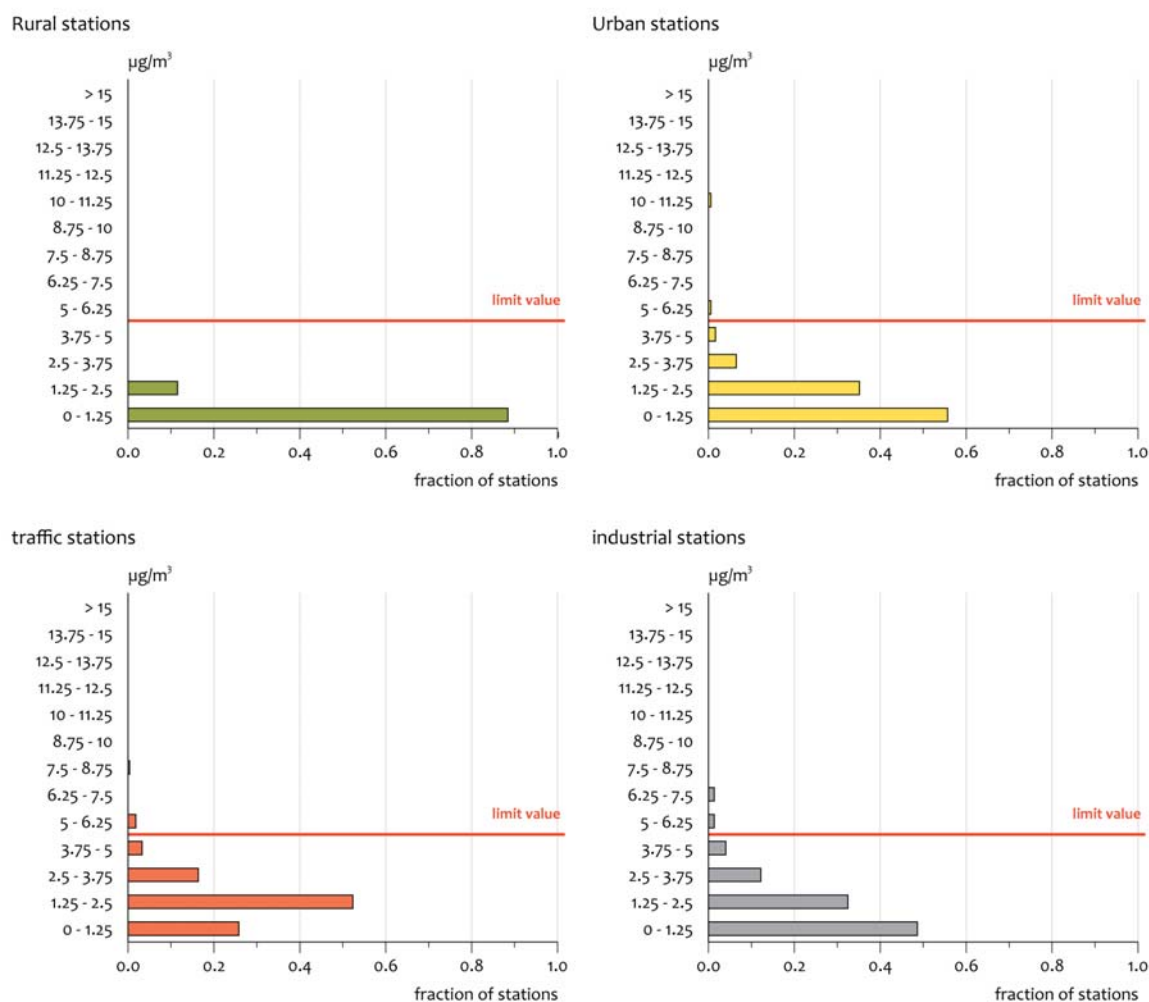 Rural stations
µg/m³
> 15
13.75 - 15
12.5 - 13.75
11.25 - 12.5
10 - 11.25
8.75 - 10
7.5 - 8.75
6.25 - 7.5
5 - 6.25
limit value
3.75 - 5
2.5 - 3.75
1.25 - 2.5
0 - 1.25
0.0 0.2 0.4 0.6 0.8 1.0
fraction of stations
Urban stations
µg/m³
> 15
13.75 - 15
12.5 - 13.75
11.25 - 12.5
10 - 11.25
8.75 - 10
7.5 - 8.75
6.25 - 7.5
5 - 6.25
limit value
3.75 - 5
2.5 - 3.75
1.25 - 2.5
0 - 1.25
0.0 0.2 0.4 0.6 0.8 1.0
fraction of stations
traffic stations
µg/m³
> 15
13.75 - 15
12.5 - 13.75
11.25 - 12.5
10 - 11.25
8.75 - 10
7.5 - 8.75
6.25 - 7.5
5 - 6.25
limit value
3.75 - 5
2.5 - 3.75
1.25 - 2.5
0 - 1.25
0.0 0.2 0.4 0.6 0.8 1.0
fraction of stations
industrial stations
µg/m³
> 15
13.75 - 15
12.5 - 13.75
11.25 - 12.5
10 - 11.25
8.75 - 10
7.5 - 8.75
6.25 - 7.5
5 - 6.25
limit value
3.75 - 5
2.5 - 3.75
1.25 - 2.5
0 - 1.25
0.0 0.2 0.4 0.6 0.8 1.0
fraction of stations